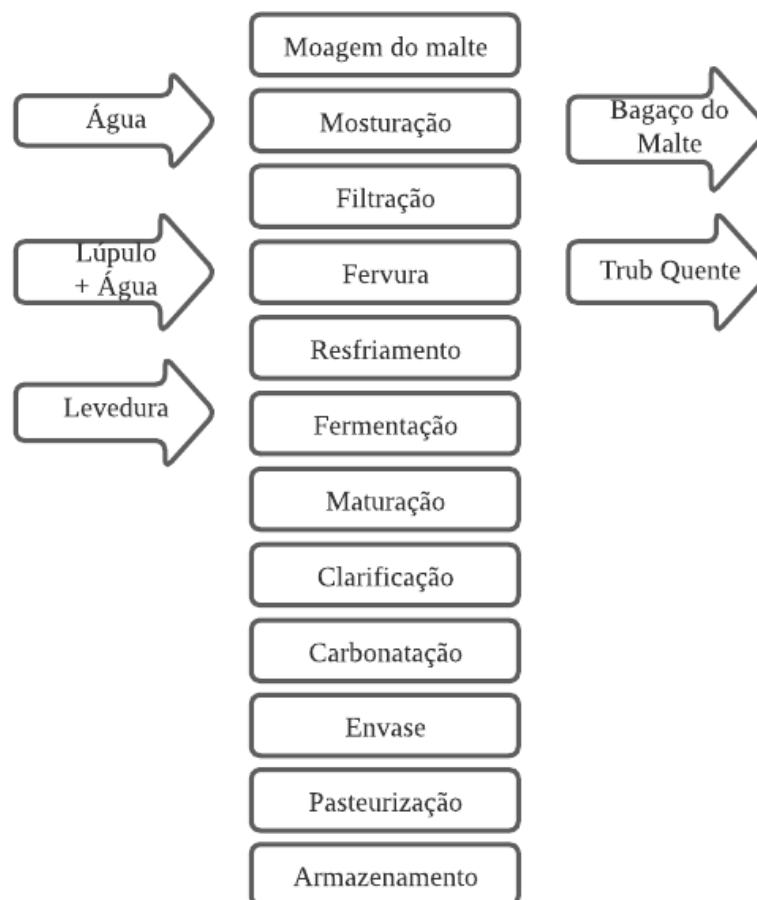 Moagem do malte
Água
Mosturação
Bagaço do
Malte
Filtração
Lúpulo
+ Água
Fervura
Trub Quente
Resfriamento
Levedura
Fermentação
Maturação
Clarificação
Carbonatação
Envase
Pasteurização
Armazenamento